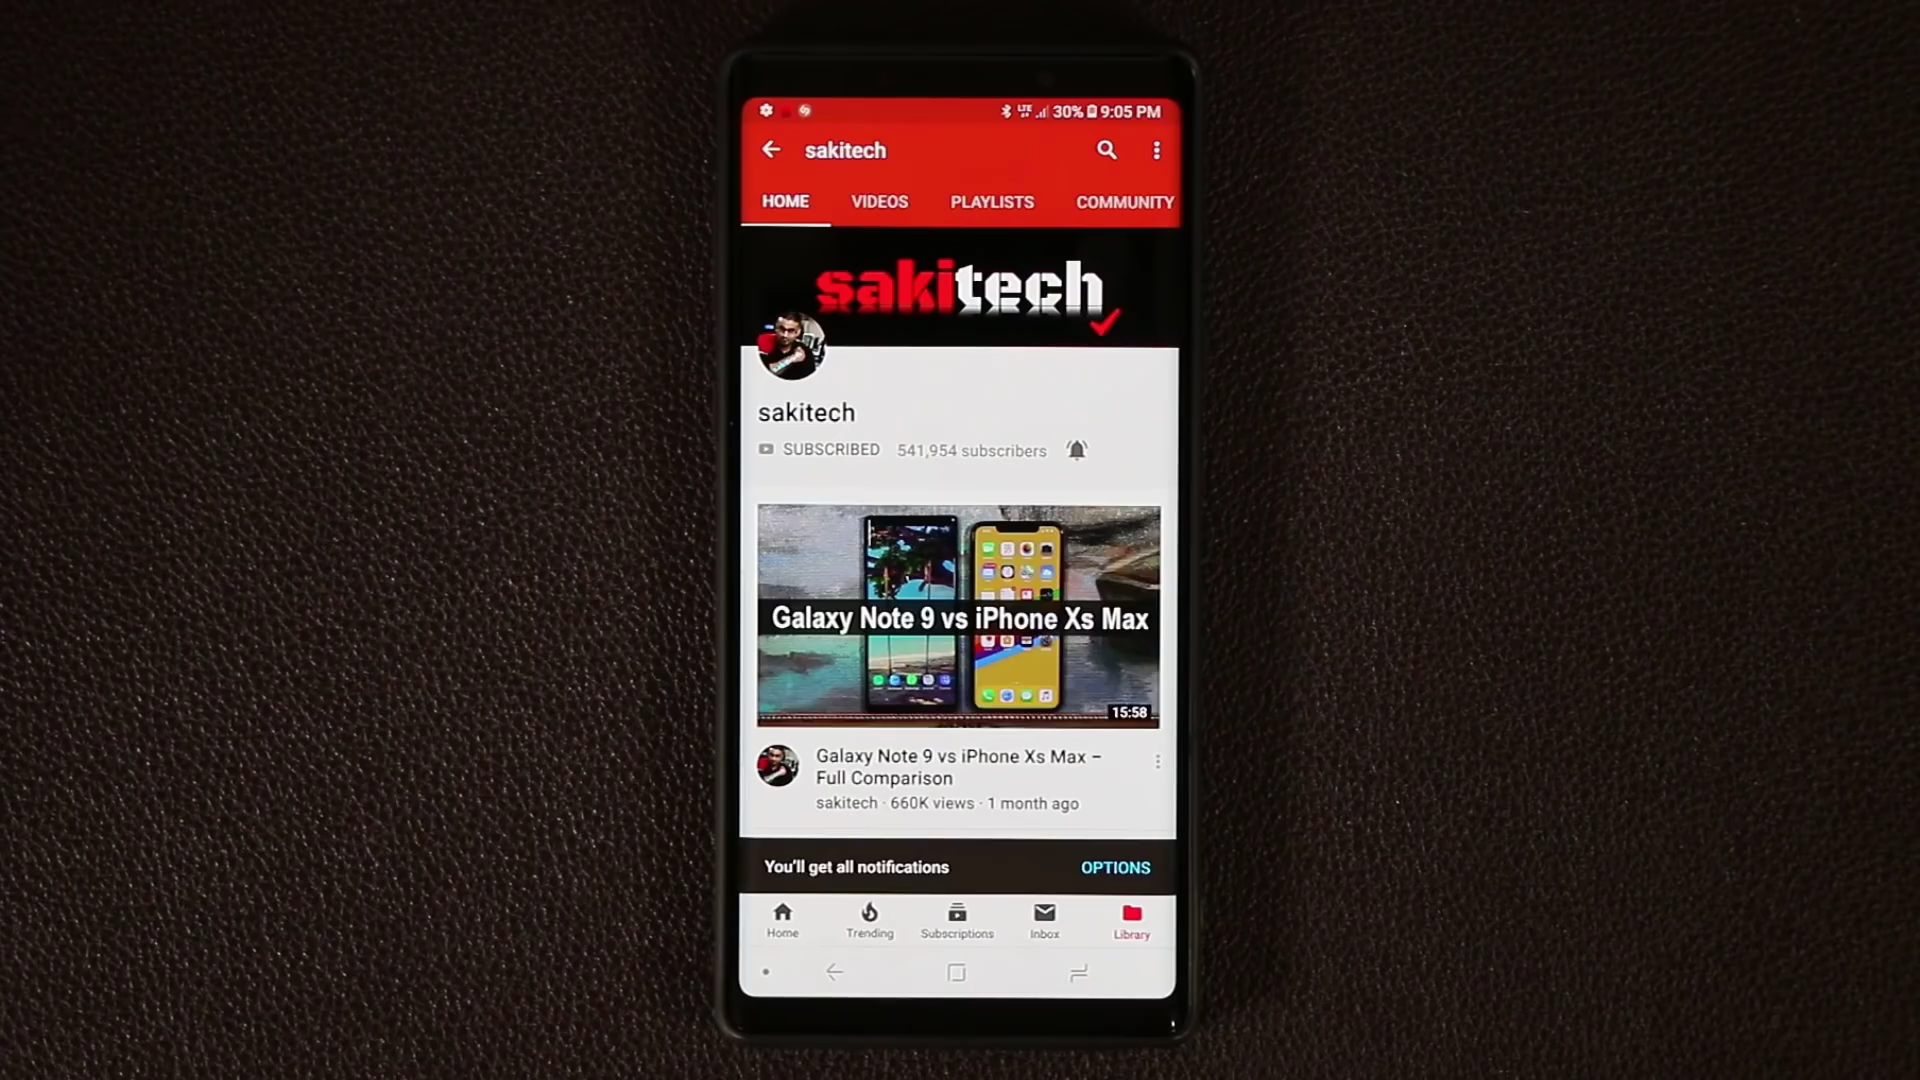 LTE 30% 9:05 PM
sakitech
HOME VIDEOS PLAYLISTS COMMUNITY
sakitech
sakitech
SUBSCRIBED 541,954 subscribers
Galaxy Note 9 vs iPhone Xs Max
15:58
Galaxy Note 9 vs iPhone Xs Max –
Full Comparison
sakitech · 660K views · 1 month ago
You'll get all notifications OPTIONS
Home Trending Subscriptions Inbox Library